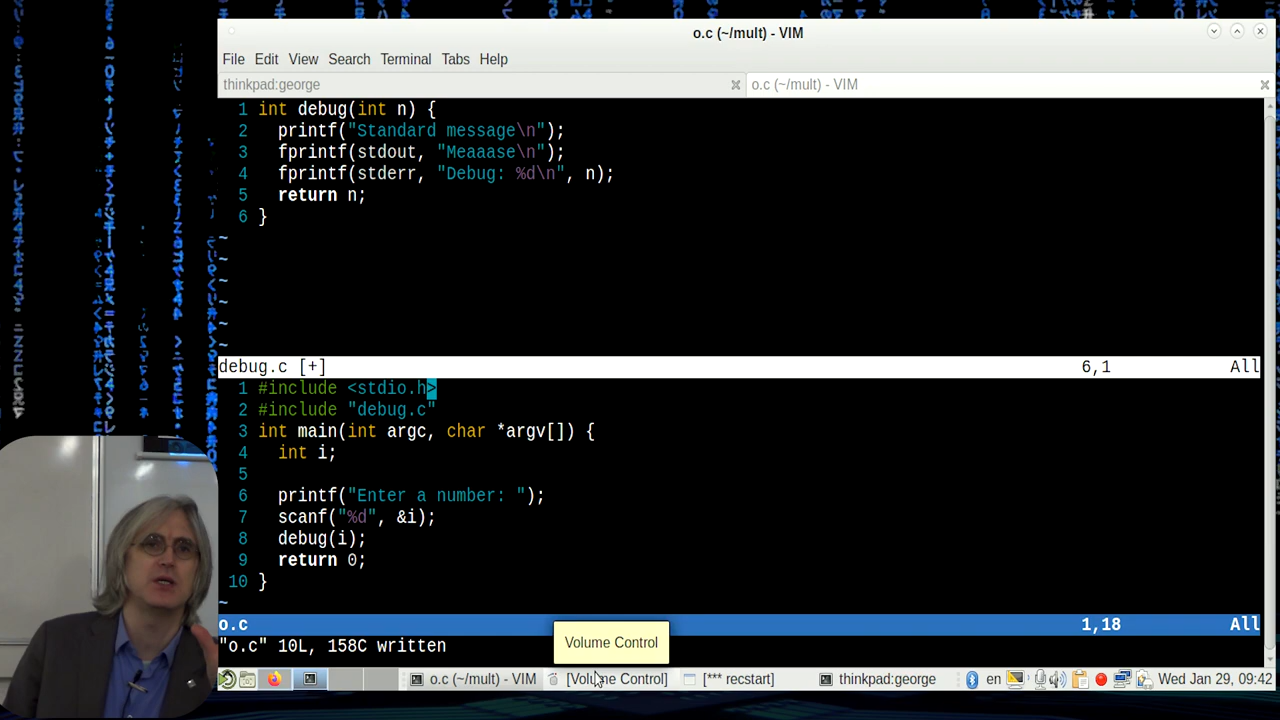 o.c (~/mult) - VIM
File Edit View Search Terminal Tabs Help
thinkpad:george
o.c (~/mult) - VIM
1 int debug(int n) {
2   printf("Standard message\n");
3   fprintf(stdout, "Meaaase\n");
4   fprintf(stderr, "Debug: %d\n", n);
5   return n;
6 }
~
~
~
~
~
~
debug.c [+] 6,1 All
1 #include <stdio.h>
2 #include "debug.c"
3 int main(int argc, char *argv[]) {
4   int i;
5
6   printf("Enter a number: ");
7   scanf("%d", &i);
8   debug(i);
9   return 0;
10 }
~
o.c 1,18 All
"o.c" 10L, 158C written
Volume Control
o.c (~/mult) - VIM
[Volume Control]
[*** recstart]
thinkpad:george
en
Wed Jan 29, 09:42